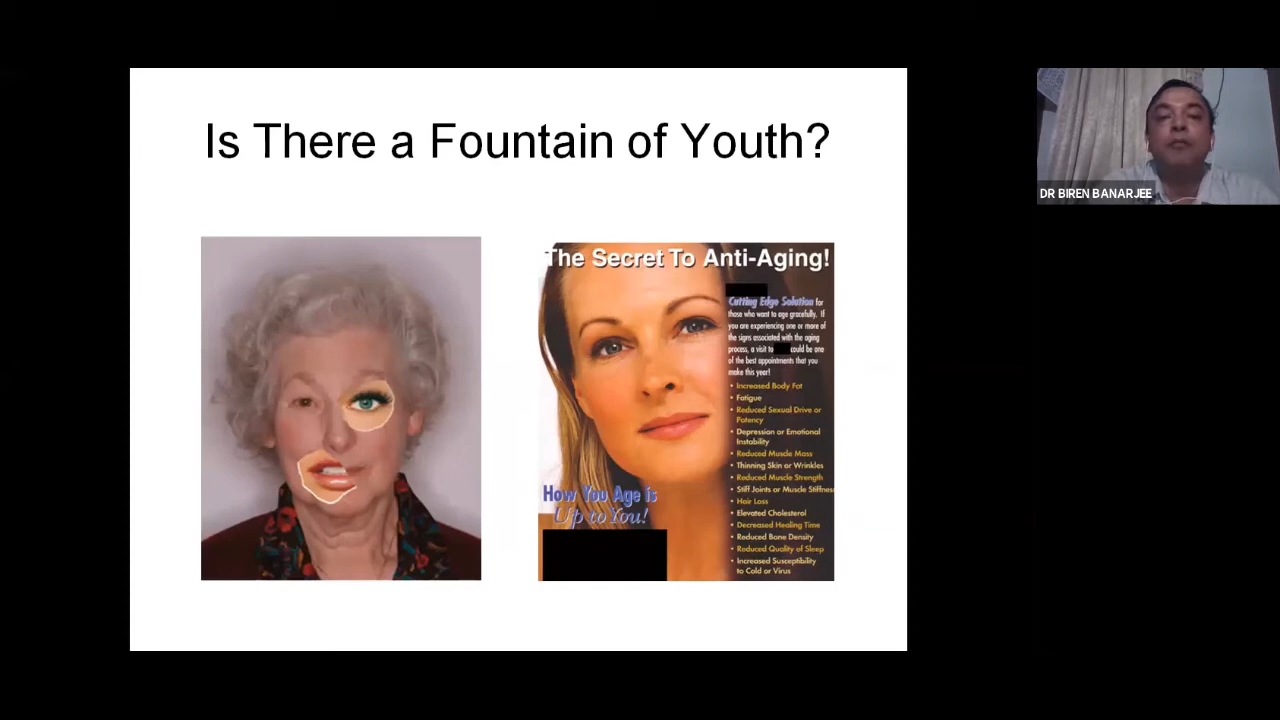 Is There a Fountain of Youth?
DR BIREN BANARJEE
The Secret To Anti-Aging!
Cutting Edge Solution for
those who want to age gracefully. If
you are experiencing one or more of
the signs associated with the aging
process, a visit to could be one
of the best appointments that you
make this year!
• Increased Body Fat
• Fatigue
• Reduced Sexual Drive or
Potency
• Depression or Emotional
Instability
• Reduced Muscle Mass
• Thinning Skin or Wrinkles
• Reduced Muscle Strength
• Stiff Joints or Muscle Stiffness
• Hair Loss
• Elevated Cholesterol
• Decreased Healing Time
• Reduced Bone Density
• Reduced Quality of Sleep
• Increased Susceptibility
to Cold or Virus
How You Age is
Up to You!